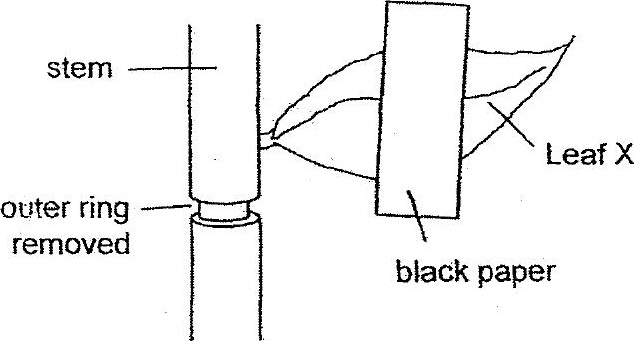 stem
Leaf X
outer ring
removed
black paper